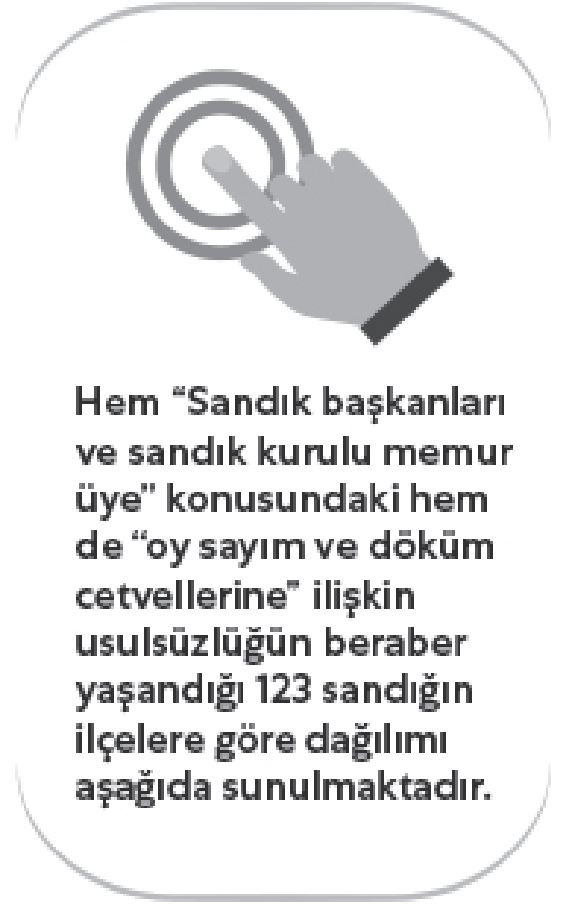 Hem “Sandık başkanları
ve sandık kurulu memur
üye” konusundaki hem
de “oy sayım ve döküm
cetvellerine” ilişkin
usulsüzlüğün beraber
yaşandığı 123 sandığın
ilçelere göre dağılımı
aşağıda sunulmaktadır.